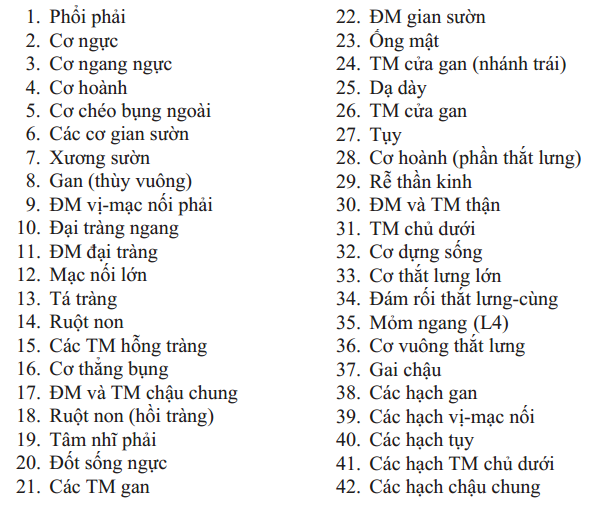 1. Phổi phải
2. Cơ ngực
3. Cơ ngang ngực
4. Cơ hoành
5. Cơ chéo bụng ngoài
6. Các cơ gian sườn
7. Xương sườn
8. Gan (thùy vuông)
9. ĐM vị-mạc nối phải
10. Đại tràng ngang
11. ĐM đại tràng
12. Mạc nối lớn
13. Tá tràng
14. Ruột non
15. Các TM hỗng tràng
16. Cơ thẳng bụng
17. ĐM và TM chậu chung
18. Ruột non (hồi tràng)
19. Tâm nhĩ phải
20. Đốt sống ngực
21. Các TM gan
22. ĐM gian sườn
23. Ống mật
24. TM cửa gan (nhánh trái)
25. Dạ dày
26. TM cửa gan
27. Tụy
28. Cơ hoành (phần thắt lưng)
29. Rễ thần kinh
30. ĐM và TM thận
31. TM chủ dưới
32. Cơ dựng sống
33. Cơ thắt lưng lớn
34. Đám rối thắt lưng-cùng
35. Mỏm ngang (L4)
36. Cơ vuông thắt lưng
37. Gai chậu
38. Các hạch gan
39. Các hạch vị-mạc nối
40. Các hạch tụy
41. Các hạch TM chủ dưới
42. Các hạch chậu chung